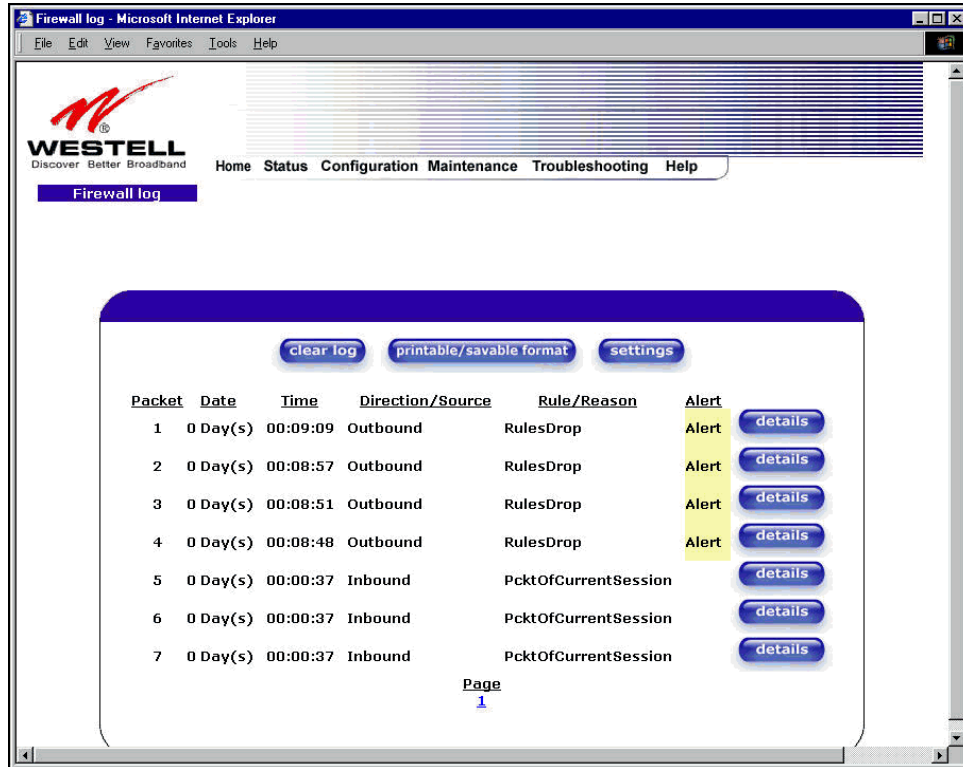 Firewall log - Microsoft Internet Explorer
File Edit View Favorites Tools Help
®
WESTELL
Discover Better Broadband
Home Status Configuration Maintenance Troubleshooting Help
Firewall log
clear log printable/savable format settings
Packet Date Time Direction/Source Rule/Reason Alert
1 0 Day(s) 00:09:09 Outbound RulesDrop Alert details
2 0 Day(s) 00:08:57 Outbound RulesDrop Alert details
3 0 Day(s) 00:08:51 Outbound RulesDrop Alert details
4 0 Day(s) 00:08:48 Outbound RulesDrop Alert details
5 0 Day(s) 00:00:37 Inbound PcktOfCurrentSession details
6 0 Day(s) 00:00:37 Inbound PcktOfCurrentSession details
7 0 Day(s) 00:00:37 Inbound PcktOfCurrentSession details
Page
1